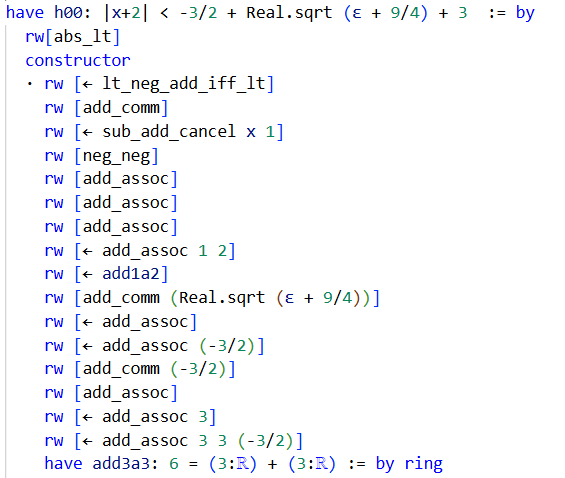 have h00: |x+2| < -3/2 + Real.sqrt (ε + 9/4) + 3  := by
  rw[abs_lt]
  constructor
  · rw [← lt_neg_add_iff_lt]
    rw [add_comm]
    rw [← sub_add_cancel x 1]
    rw [neg_neg]
    rw [add_assoc]
    rw [add_assoc]
    rw [add_assoc]
    rw [← add_assoc 1 2]
    rw [← add1a2]
    rw [add_comm (Real.sqrt (ε + 9/4))]
    rw [← add_assoc]
    rw [← add_assoc (-3/2)]
    rw [add_comm (-3/2)]
    rw [add_assoc]
    rw [← add_assoc 3]
    rw [← add_assoc 3 3 (-3/2)]
    have add3a3: 6 = (3:ℝ) + (3:ℝ) := by ring